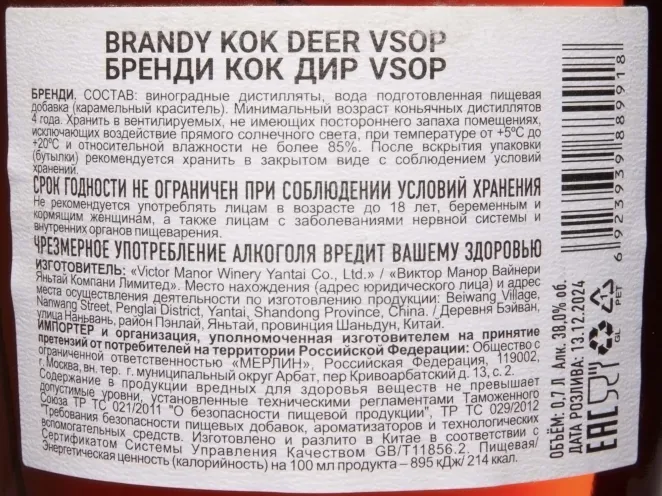 BRANDY KOK DEER VSOP
БРЕНДИ КОК ДИР VSOP
БРЕНДИ. СОСТАВ: виноградные дистилляты, вода подготовленная пищевая
добавка (карамельный краситель). Минимальный возраст коньячных дистиллятов
4 года. Хранить в вентилируемых, не имеющих постороннего запаха помещениях,
исключающих воздействие прямого солнечного света, при температуре от +5ºС до
+20ºС и относительной влажности не более 85%. После вскрытия упаковки
(бутылки) рекомендуется хранить в закрытом виде с соблюдением условий
хранений.
СРОК ГОДНОСТИ НЕ ОГРАНИЧЕН ПРИ СОБЛЮДЕНИИ УСЛОВИЙ ХРАНЕНИЯ
Не рекомендуется употреблять лицам в возрасте до 18 лет, беременным и
кормящим женщинам, а также лицам с заболеваниями нервной системы и
внутренних органов пищеварения.
ЧРЕЗМЕРНОЕ УПОТРЕБЛЕНИЕ АЛКОГОЛЯ ВРЕДИТ ВАШЕМУ ЗДОРОВЬЮ
ИЗГОТОВИТЕЛЬ: «Victor Manor Winery Yantai Co., Ltd.» / «Виктор Манор Вайнери
Яньтай Компани Лимитед». Место нахождения (адрес юридического лица) и адрес
места осуществления деятельности по изготовлению продукции: Beiwang Village,
Nanwang Street, Penglai District, Yantai, Shandong Province, China. / Деревня Бэйван,
улица Наньвань, район Пэнлай, Яньтай, провинция Шаньдун, Китай.
ИМПОРТЕР И организация, уполномоченная изготовителем на принятие
претензий от потребителей на территории Российской Федерации: Общество с
ограниченной ответственностью «МЕРЛИН», Российская Федерация, 119002,
г. Москва, вн. тер. г. муниципальный округ Арбат, пер Кривоарбатский д. 13, с. 2.
Содержание в продукции вредных для здоровья веществ не превышает
допустимые уровни, установленные техническими регламентами Таможенного
Союза ТР ТС 021/2011 "О безопасности пищевой продукции", ТР ТС 029/2012
"Требования безопасности пищевых добавок, ароматизаторов и технологических
вспомогательных средств. Изготовлено и разлито в Китае в соответствии с
Сертификатом Системы Управления Качеством GB/T11856.2. Пищевая/
Энергетическая ценность (калорийность) на 100 мл продукта – 895 кДж/ 214 ккал.
6 923939 889918
ОБЪЁМ: 0,7 Л Алк. 38,0% об.
ДАТА РОЗЛИВА: 13.12.2024
EAC
GL
1
PET